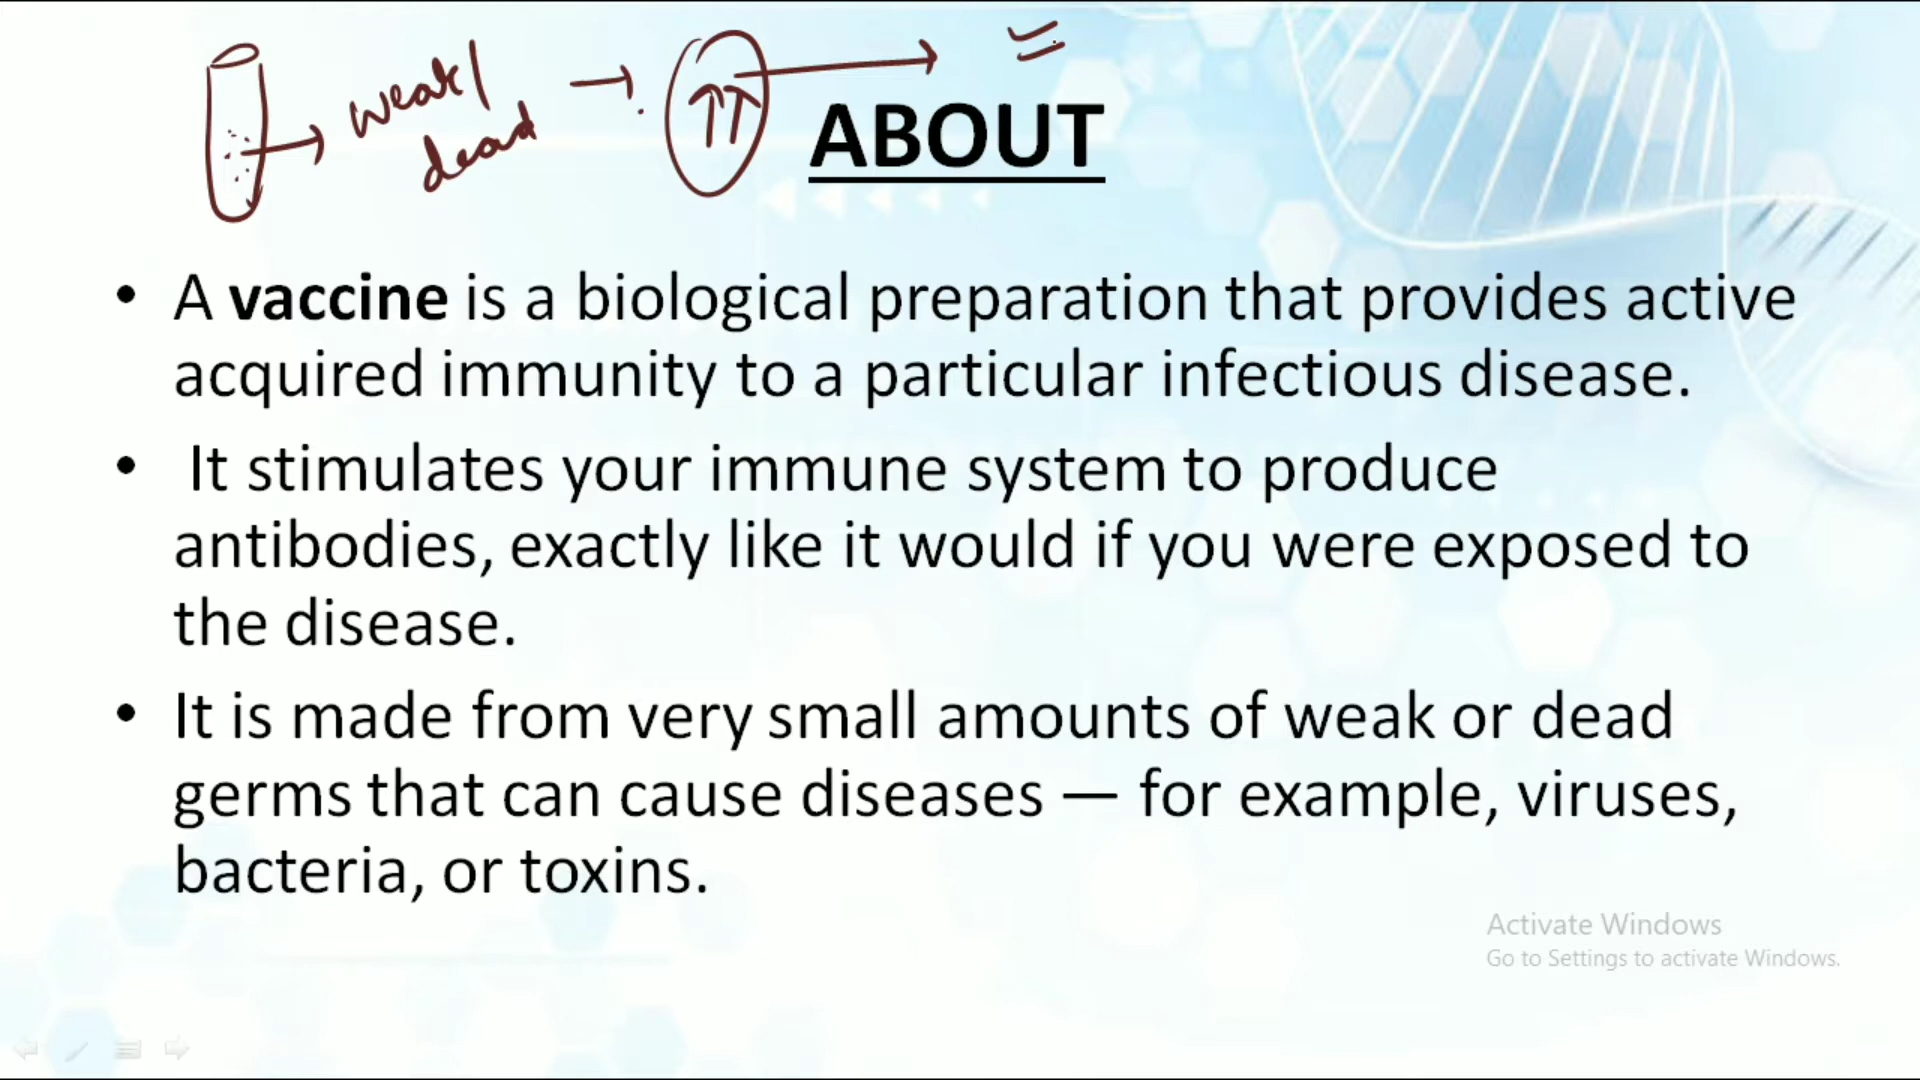 weak/
dead
ABOUT
• A vaccine is a biological preparation that provides active
acquired immunity to a particular infectious disease.
• It stimulates your immune system to produce
antibodies, exactly like it would if you were exposed to
the disease.
• It is made from very small amounts of weak or dead
germs that can cause diseases — for example, viruses,
bacteria, or toxins.
Activate Windows
Go to Settings to activate Windows.